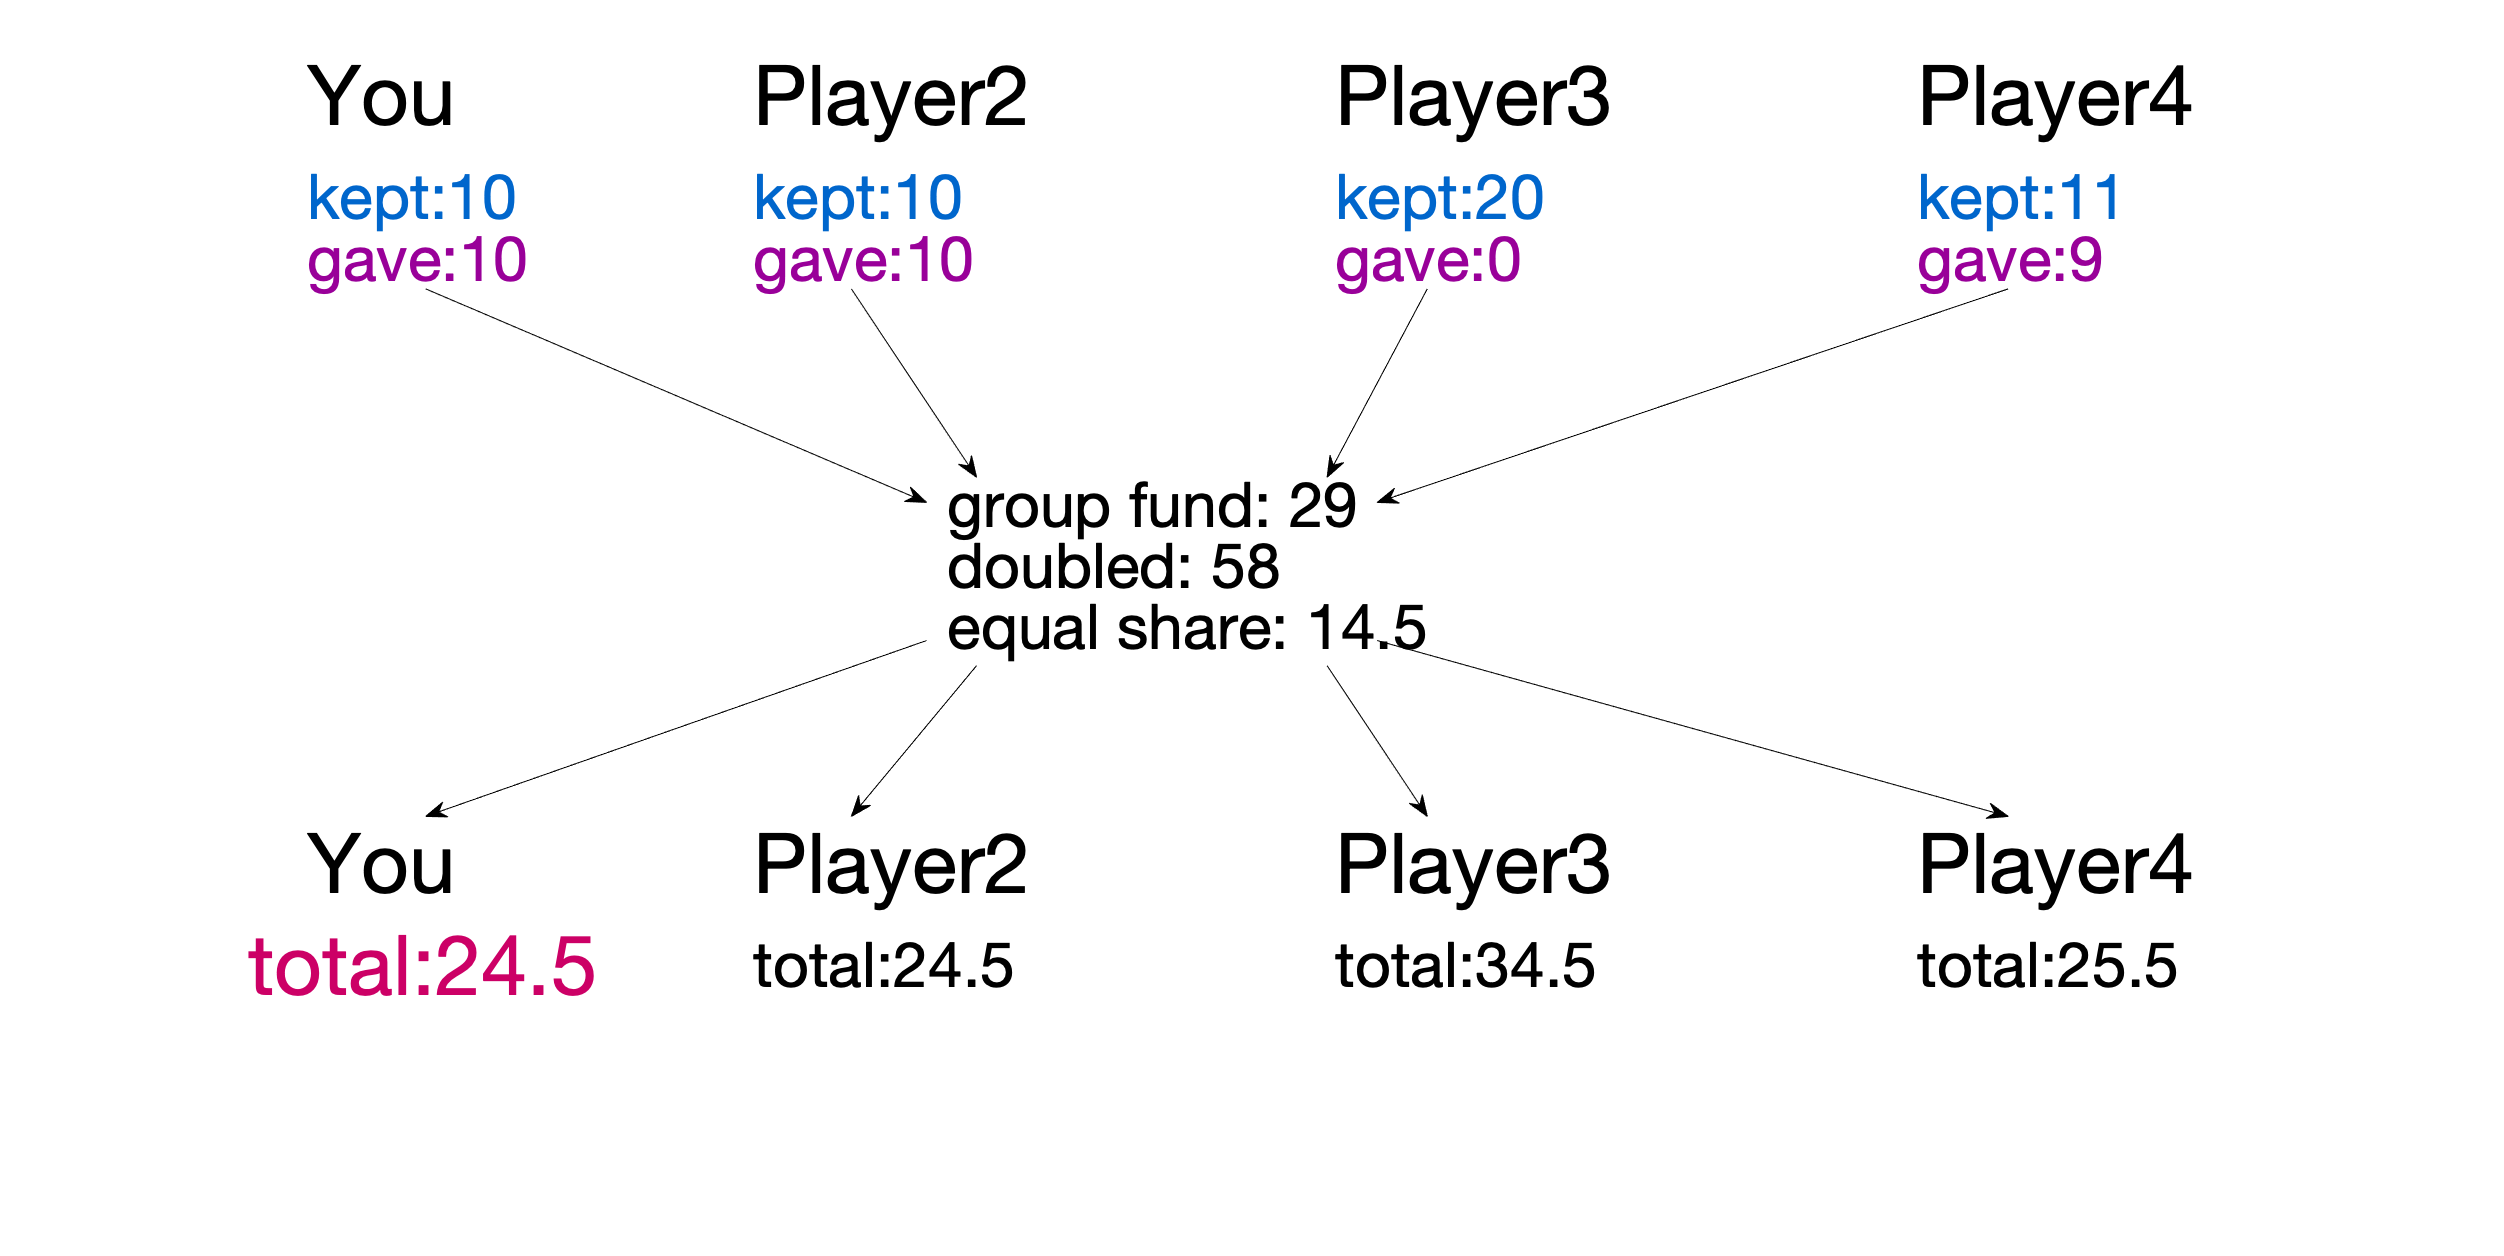 You Player2 Player3 Player4
kept:10 kept:10 kept:20 kept:11
gave:10 gave:10 gave:0 gave:9
group fund: 29
doubled: 58
equal share: 14.5
You Player2 Player3 Player4
total:24.5 total:24.5 total:34.5 total:25.5